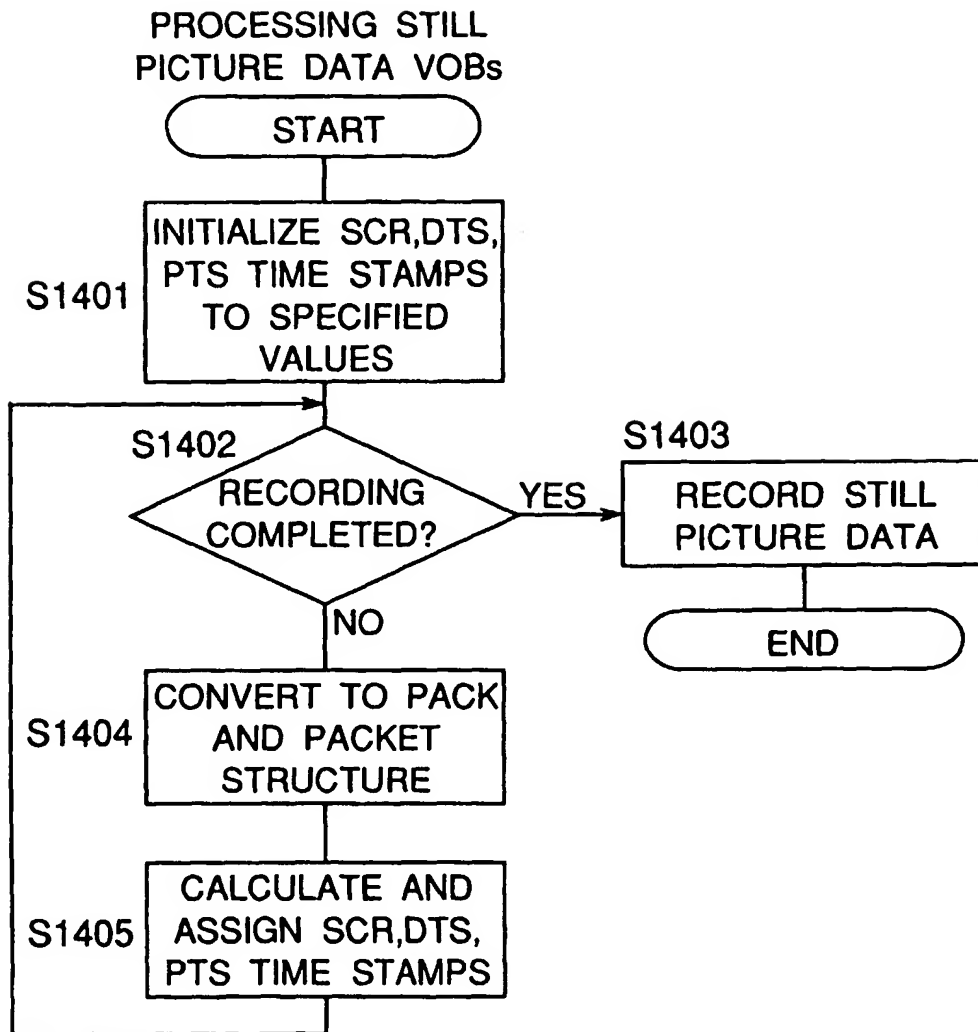 PROCESSING STILL
PICTURE DATA VOBs
START
S1401
INITIALIZE SCR,DTS,
PTS TIME STAMPS
TO SPECIFIED
VALUES
S1402
RECORDING
COMPLETED?
YES
S1403
RECORD STILL
PICTURE DATA
END
NO
S1404
CONVERT TO PACK
AND PACKET
STRUCTURE
S1405
CALCULATE AND
ASSIGN SCR,DTS,
PTS TIME STAMPS